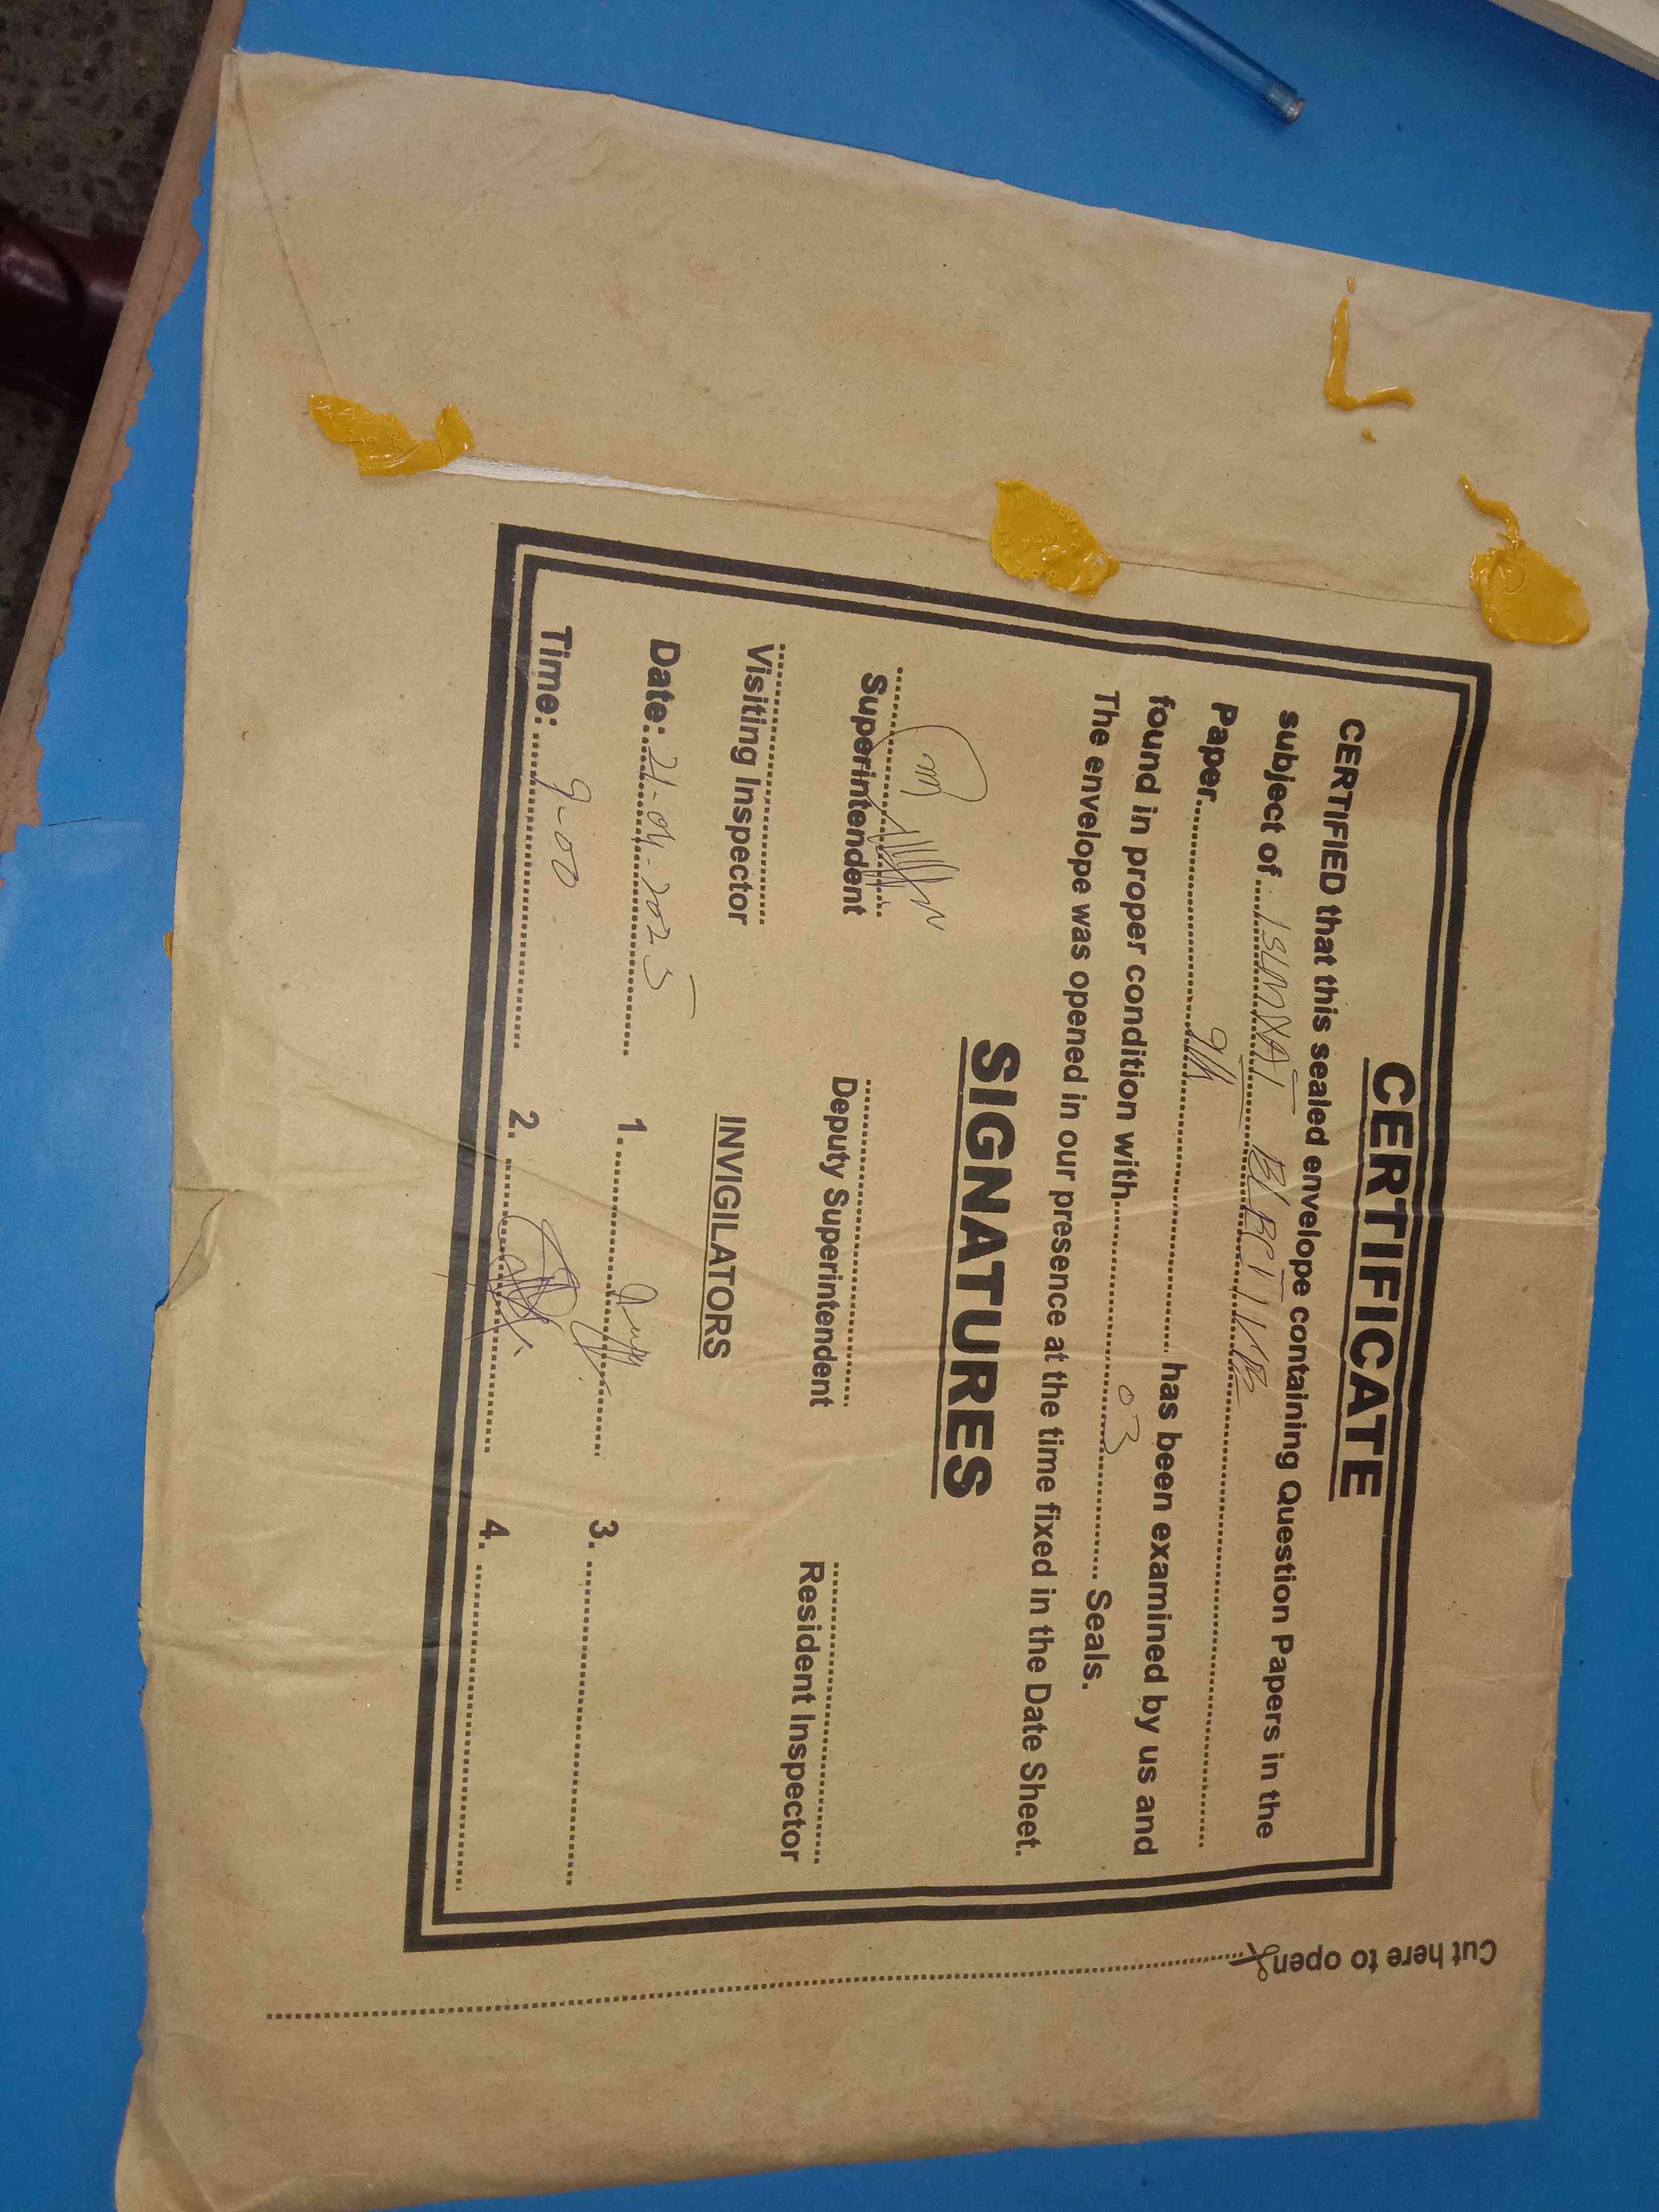 CERTIFICATE
CERTIFIED that this sealed envelope containing Question Papers in the
subject of
Paper.......... 9th .......... has been examined by us and
found in proper condition with.......... 03 .......... Seals.
The envelope was opened in our presence at the time fixed in the Date Sheet.
SIGNATURES
Superintendent Deputy Superintendent Resident Inspector
Visiting Inspector INVIGILATORS
Date: 21-04-2025 1. 3.
Time: 9-00 2. 4.
Cut here to open